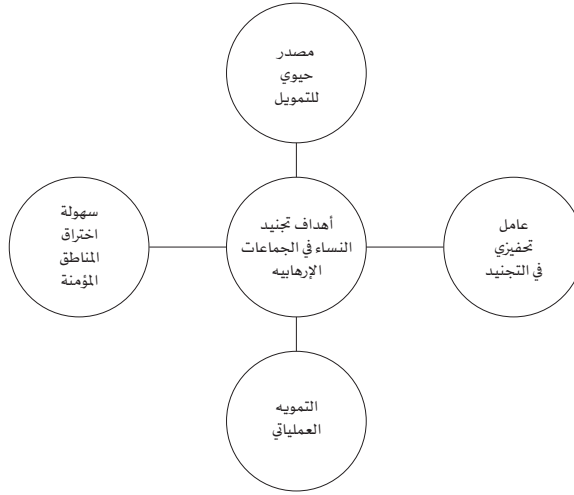 مصدر
حيوي
للتمويل
عامل
تحفيزي
في التجنيد
أهداف تجنيد
النساء في الجماعات
الإرهابيه
سهولة
اختراق
المناطق
المؤمنة
التمويه
العملياتي